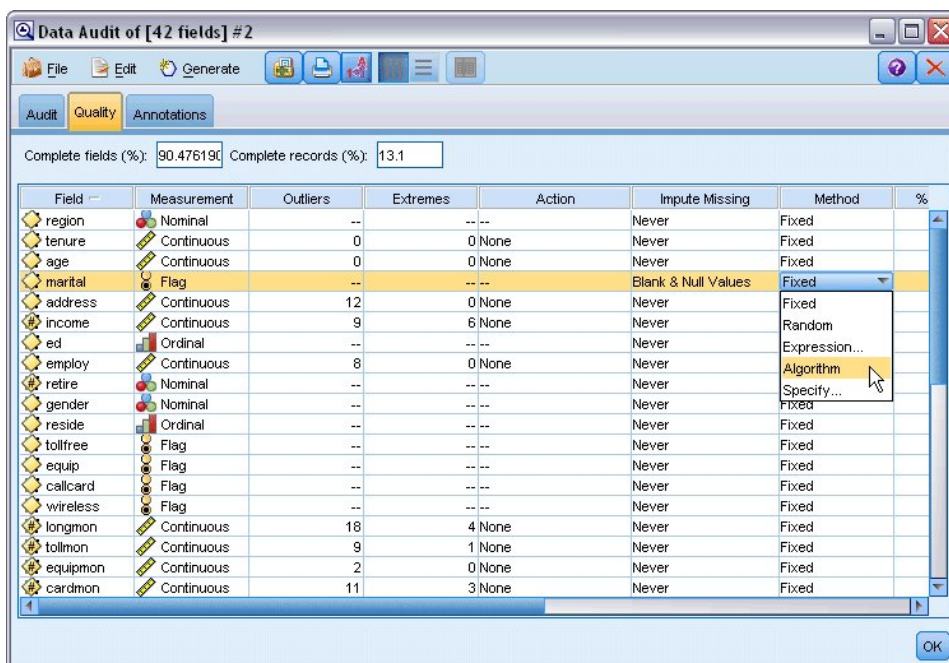 Data Audit of [42 fields] #2
File Edit Generate
Audit Quality Annotations
Complete fields (%): 90.476190 Complete records (%): 13.1
Field Measurement Outliers Extremes Action Impute Missing Method %
region Nominal -- -- -- Never Fixed
tenure Continuous 0 0 None Never Fixed
age Continuous 0 0 None Never Fixed
marital Flag -- -- -- Blank & Null Values Fixed
address Continuous 12 0 None Never Fixed
income Continuous 9 6 None Never Random
ed Ordinal -- -- -- Never Expression...
employ Continuous 8 0 None Never Algorithm
retire Nominal -- -- -- Never Specify...
gender Nominal -- -- -- Never Fixed
reside Ordinal -- -- -- Never Fixed
tollfree Flag -- -- -- Never Fixed
equip Flag -- -- -- Never Fixed
callcard Flag -- -- -- Never Fixed
wireless Flag -- -- -- Never Fixed
longmon Continuous 18 4 None Never Fixed
tollmon Continuous 9 1 None Never Fixed
equipmon Continuous 2 0 None Never Fixed
cardmon Continuous 11 3 None Never Fixed
OK